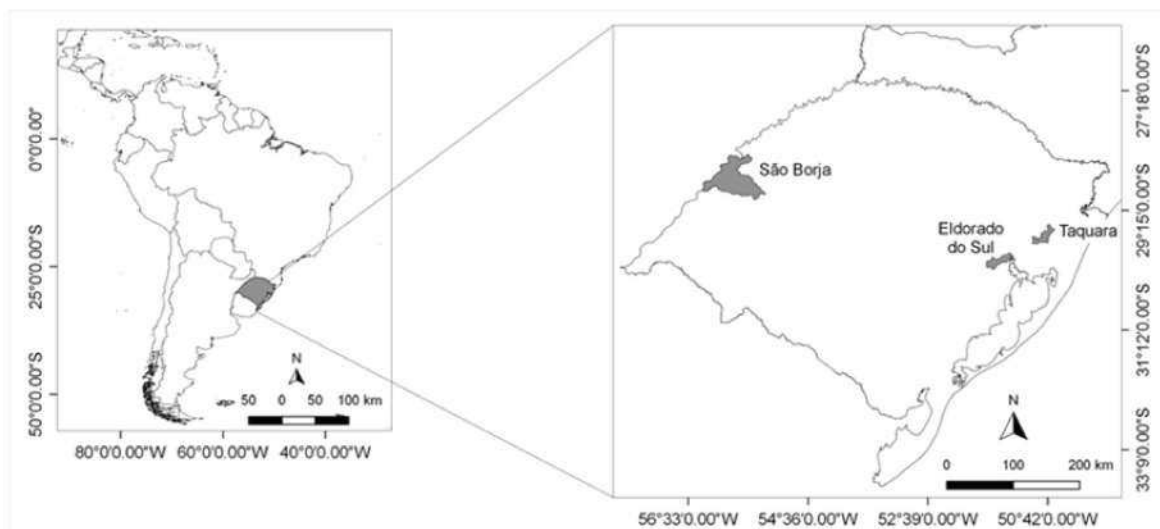 0°0'0.00"
25°0'0.00"S
50°0'0.00"S
80°0'0.00"W 60°0'0.00"W 40°0'0.00"W
N
50 0 50 100 km
São Borja
Eldorado
do Sul
Taquara
N
0 100 200 km
27°18'0.00"S
29°15'0.00"S
31°12'0.00"S
33°9'0.00"S
56°33'0.00"W 54°36'0.00"W 52°39'0.00"W 50°42'0.00"W